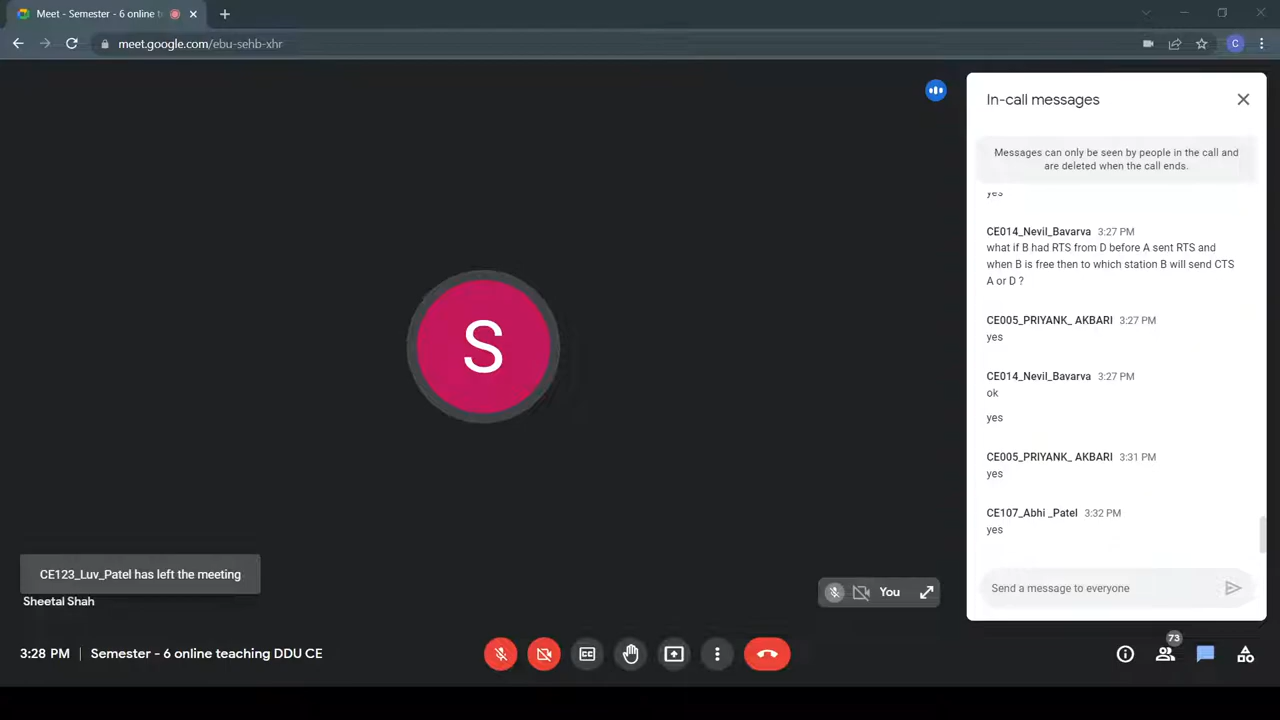 Meet - Semester - 6 online t
meet.google.com/ebu-sehb-xhr
C
In-call messages
Messages can only be seen by people in the call and
are deleted when the call ends.
yes
CE014_Nevil_Bavarva 3:27 PM
what if B had RTS from D before A sent RTS and
when B is free then to which station B will send CTS
A or D ?
CE005_PRIYANK_ AKBARI 3:27 PM
yes
CE014_Nevil_Bavarva 3:27 PM
ok
yes
CE005_PRIYANK_ AKBARI 3:31 PM
yes
CE107_Abhi _Patel 3:32 PM
yes
Send a message to everyone
S
CE123_Luv_Patel has left the meeting
Sheetal Shah
You
3:28 PM | Semester - 6 online teaching DDU CE
73